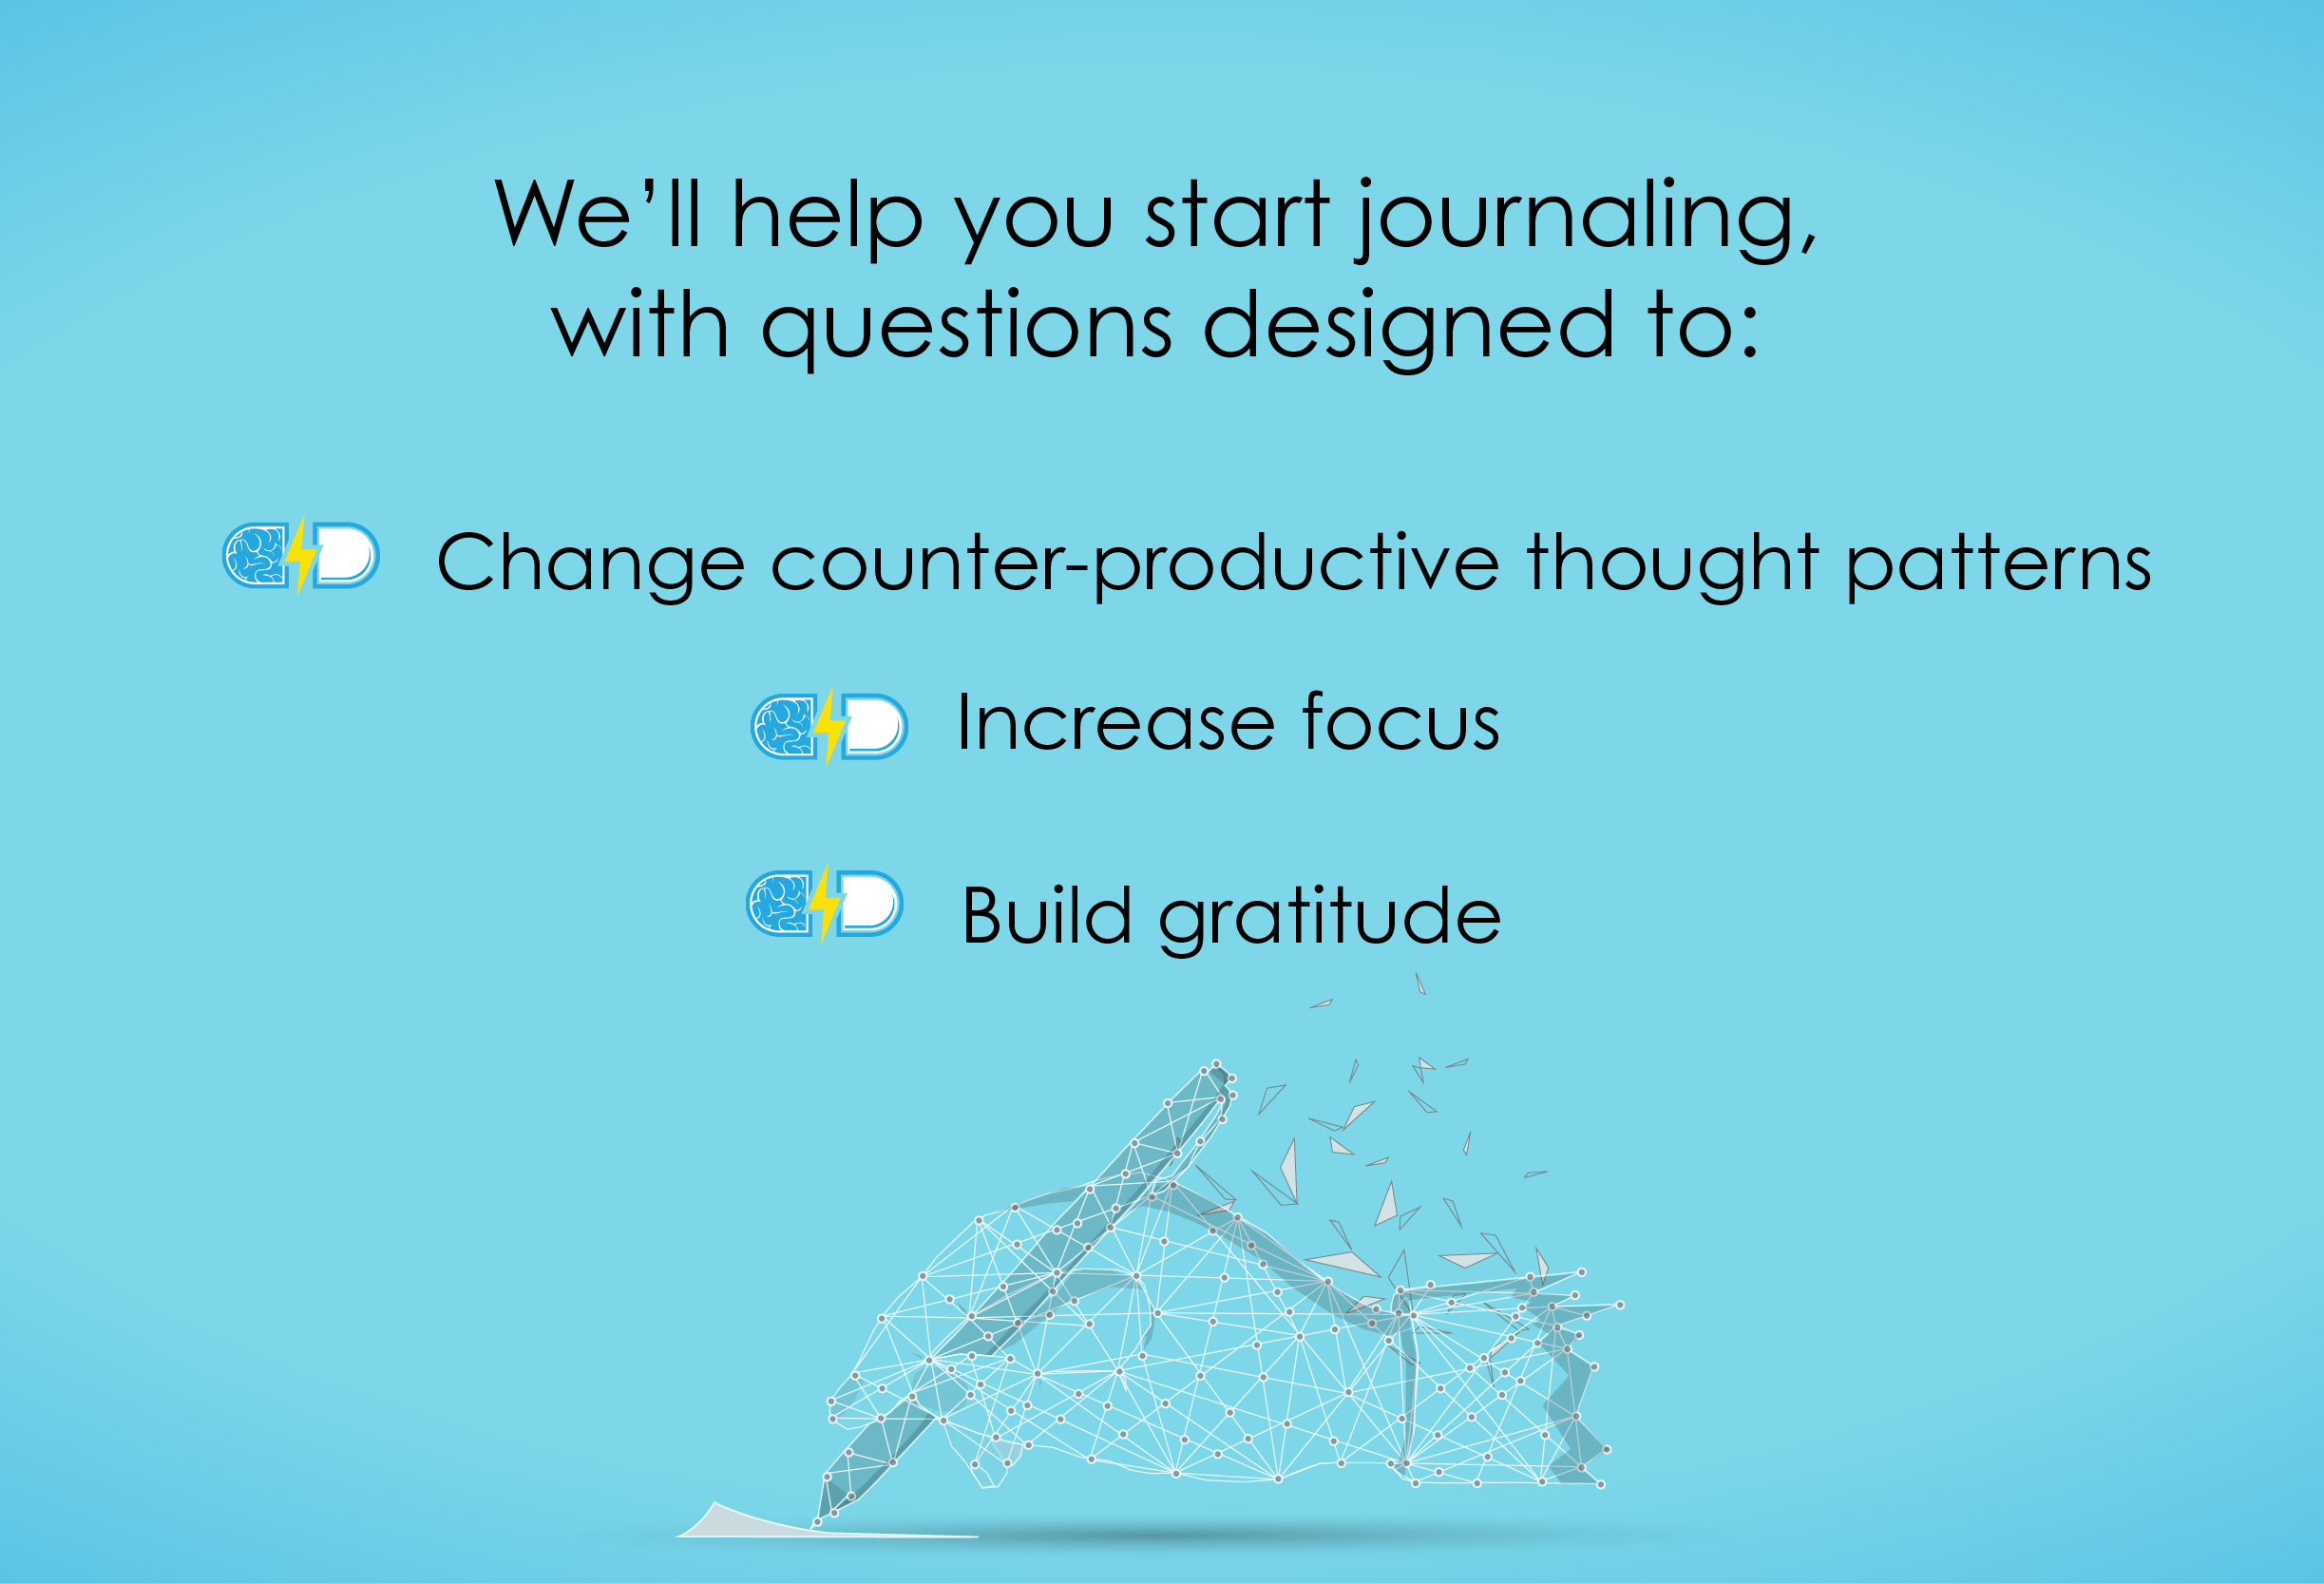 We’ll help you start journaling,
with questions designed to:
Change counter-productive thought patterns
Increase focus
Build gratitude